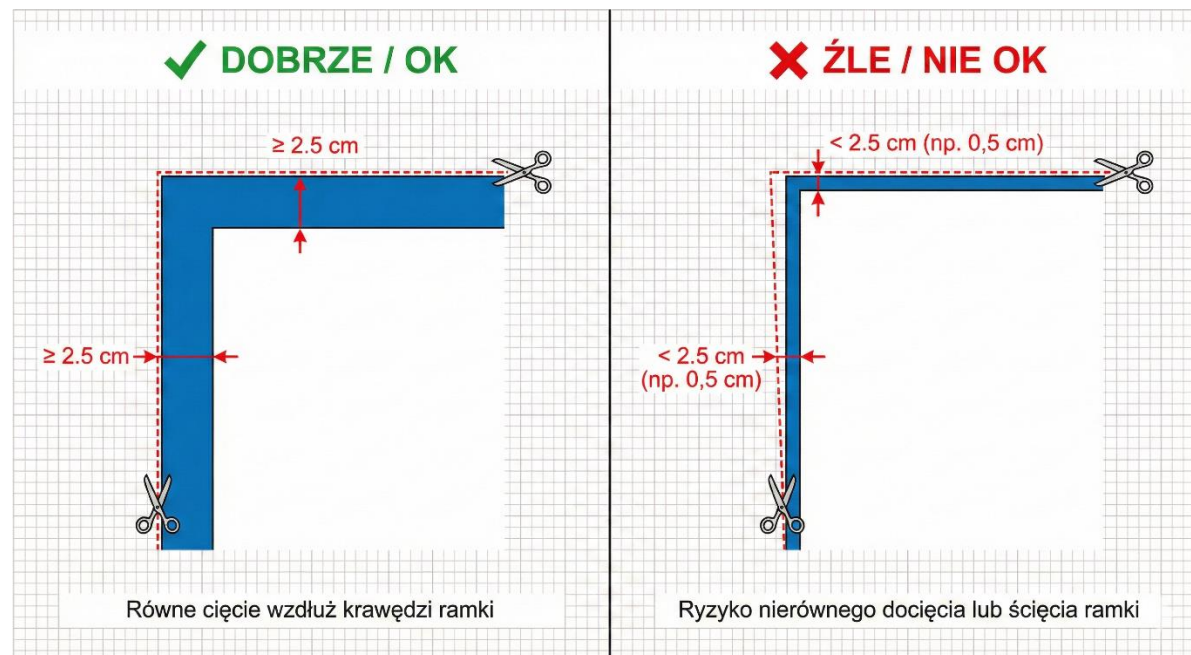 ✓ DOBRZE / OK
≥ 2.5 cm
≥ 2.5 cm
Równe cięcie wzdłuż krawędzi ramki
✗ ŹLE / NIE OK
< 2.5 cm (np. 0,5 cm)
< 2.5 cm
(np. 0,5 cm)
Ryzyko nierównego docięcia lub ścięcia ramki